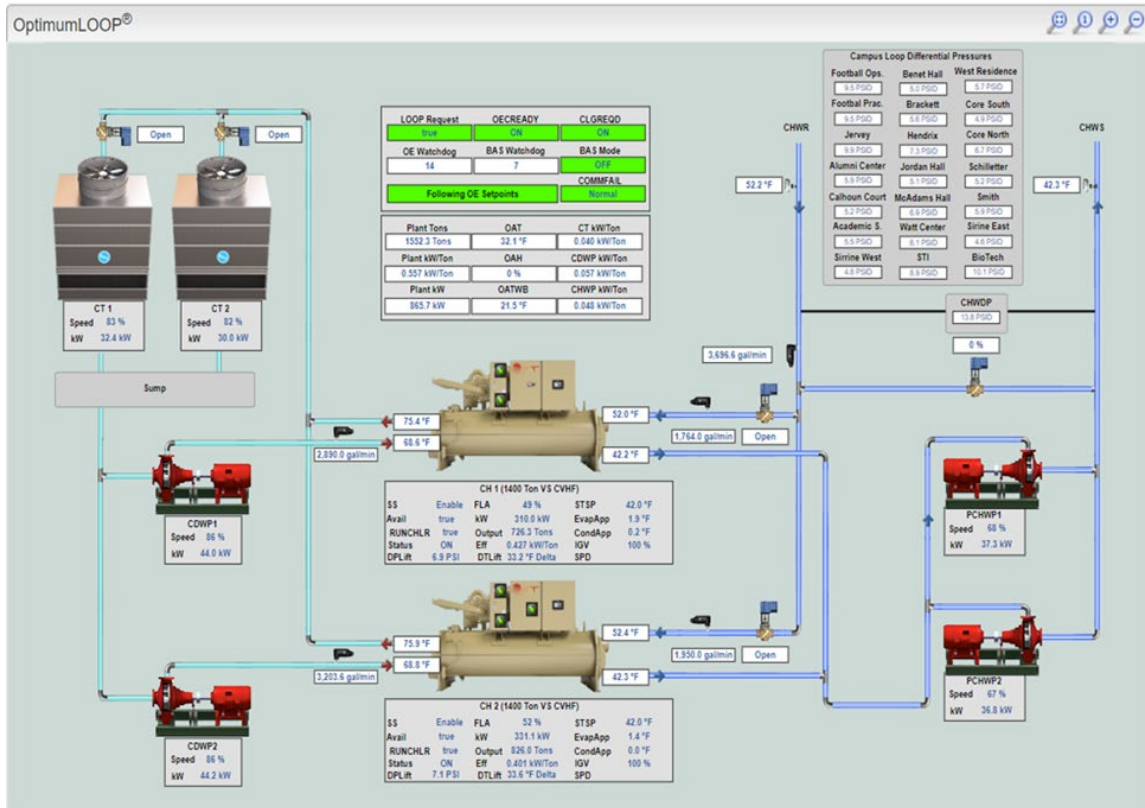 OptimumLOOP®
Open
Open
LOOP Request OECREADY CLGREQD
true ON ON
OE Watchdog BAS Watchdog BAS Mode
14 7 OFF
COMMFAIL
Following OE Setpoints Normal
Plant Tons OAT CT kW/Ton
1552.3 Tons 32.1 °F 0.040 kW/Ton
Plant kW/Ton OAH CDWP kW/Ton
0.557 kW/Ton 0 % 0.057 kW/Ton
Plant kW OATWB CHWP kW/Ton
865.7 kW 21.5 °F 0.048 kW/Ton
Campus Loop Differential Pressures
Football Ops. Benet Hall West Residence
9.5 PSID 5.0 PSID 5.7 PSID
Footbal Prac. Brackett Core South
9.5 PSID 5.6 PSID 4.9 PSID
Jervey Hendrix Core North
9.9 PSID 7.3 PSID 6.7 PSID
Alumni Center Jordan Hall Schilletter
5.9 PSID 5.1 PSID 5.2 PSID
Calhoun Court McAdams Hall Smith
5.2 PSID 6.9 PSID 5.9 PSID
Academic S. Watt Center Sirine East
5.5 PSID 6.1 PSID 4.6 PSID
Sirrine West STI BioTech
4.6 PSID 8.9 PSID 10.1 PSID
CHWR
CHWS
52.2 °F
42.3 °F
CHWDP
13.8 PSID
0 %
CT 1
Speed 83 %
kW 32.4 kW
CT 2
Speed 82 %
kW 30.0 kW
Sump
3,696.6 gal/min
75.4 °F
68.6 °F
2,890.0 gal/min
52.0 °F
1,764.0 gal/min
Open
42.2 °F
CDWP1
Speed 86 %
kW 44.0 kW
CH 1 (1400 Ton VS CVHF)
SS Enable FLA 49 % STSP 42.0 °F
Avail true kW 310.0 kW EvapApp 1.9 °F
RUNCHLR true Output 726.3 Tons CondApp 0.2 °F
Status ON Eff 0.427 kW/Ton IGV 100 %
DPLift 6.9 PSI DTLift 33.2 °F Delta SPD
PCHWP1
Speed 68 %
kW 37.3 kW
75.9 °F
68.8 °F
3,203.6 gal/min
52.4 °F
1,950.0 gal/min
Open
42.3 °F
CDWP2
Speed 86 %
kW 44.2 kW
CH 2 (1400 Ton VS CVHF)
SS Enable FLA 52 % STSP 42.0 °F
Avail true kW 331.1 kW EvapApp 1.4 °F
RUNCHLR true Output 826.0 Tons CondApp 0.0 °F
Status ON Eff 0.401 kW/Ton IGV 100 %
DPLift 7.1 PSI DTLift 33.6 °F Delta SPD
PCHWP2
Speed 67 %
kW 36.8 kW